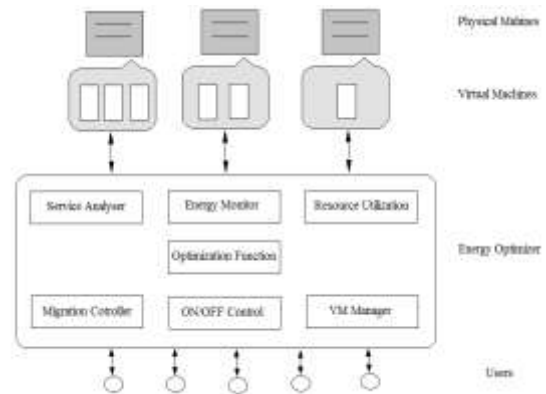 Physical Mahines
Virtual Machines
Service Analyser
Energy Monitor
Resource Utilization
Optimization Function
Energy Optimizer
Migration Cotroller
ON/OFF Control
VM Manager
Users